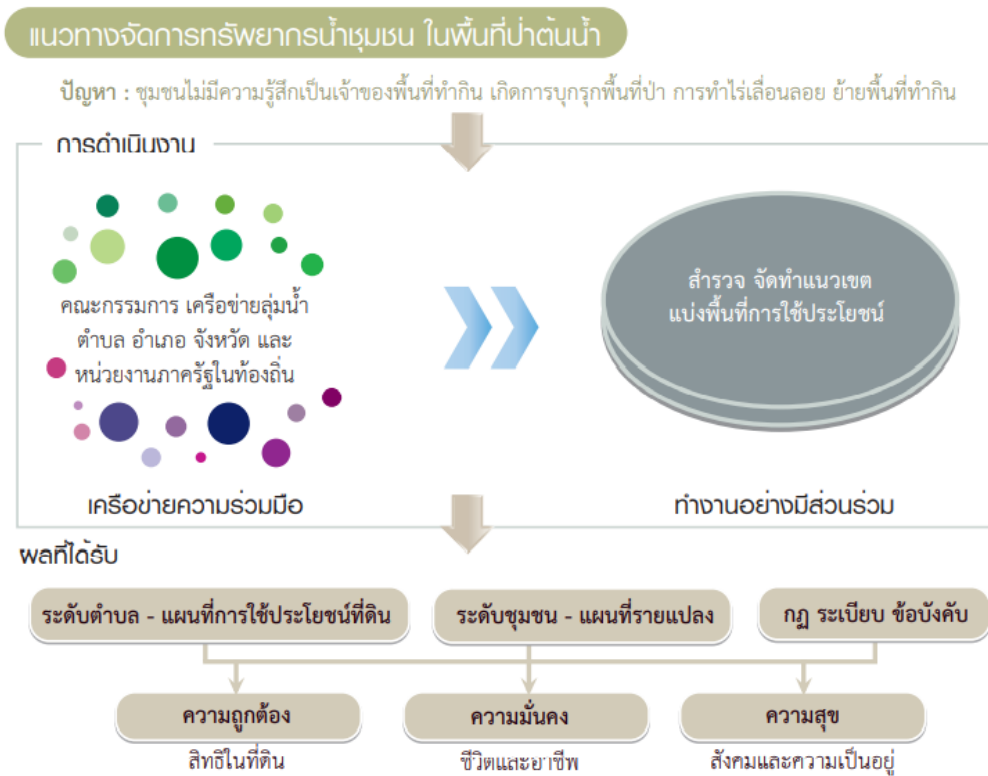 แนวทางจัดการทรัพยากรน้ำชุมชน ในพื้นที่ป่าต้นน้ำ
ปัญหา : ชุมชนไม่มีความรู้สึกเป็นเจ้าของพื้นที่ทำกิน เกิดการบุกรุกพื้นที่ป่า การทำไร่เลื่อนลอย ย้ายพื้นที่ทำกิน
การดำเนินงาน
คณะกรรมการ เครือข่ายลุ่มน้ำ
ตำบล อำเภอ จังหวัด และ
หน่วยงานภาครัฐในท้องถิ่น
สำรวจ จัดทำแนวเขต
แบ่งพื้นที่การใช้ประโยชน์
เครือข่ายความร่วมมือ
ทำงานอย่างมีส่วนร่วม
ผลที่ได้รับ
ระดับตำบล - แผนที่การใช้ประโยชน์ที่ดิน
ระดับชุมชน - แผนที่รายแปลง
กฏ ระเบียบ ข้อบังคับ
ความถูกต้อง
ความมั่นคง
ความสุข
สิทธิในที่ดิน
ชีวิตและอาชีพ
สังคมและความเป็นอยู่